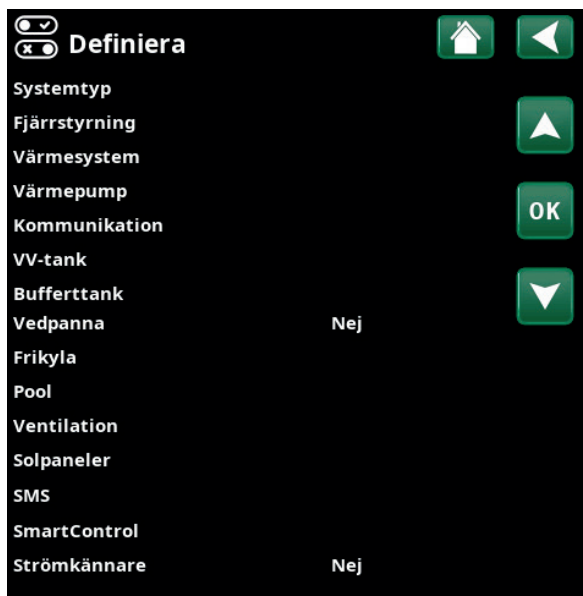 Definiera
Systemtyp
Fjärrstyrning
Värmesystem
Värmepump
OK
Kommunikation
VV-tank
Bufferttank
Vedpanna Nej
Frikyla
Pool
Ventilation
Solpaneler
SMS
SmartControl
Strömkännare Nej